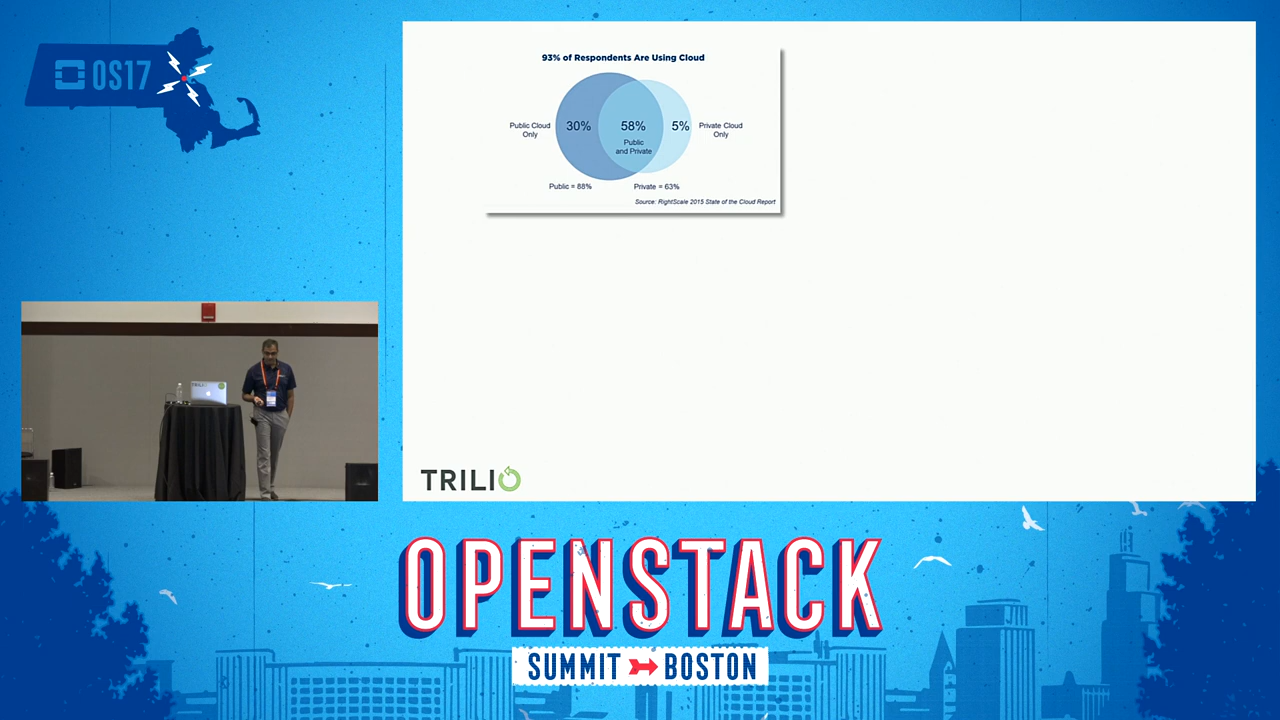 OS17
93% of Respondents Are Using Cloud
Public Cloud
Only
30%
58%
Public
and Private
5%
Private Cloud
Only
Public = 88%
Private = 63%
Source: RightScale 2015 State of the Cloud Report
TRILIO
TRILIO
OPENSTACK
SUMMIT BOSTON